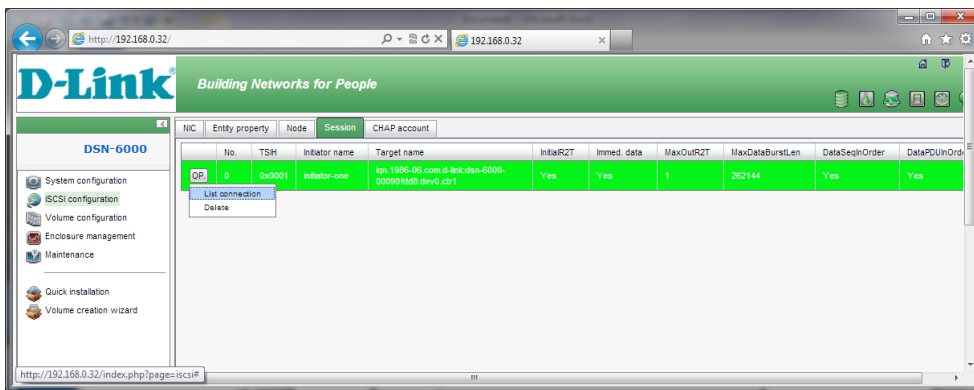 http://192.168.0.32/
192.168.0.32
D-Link
Building Networks for People
DSN-6000
System configuration
iSCSI configuration
Volume configuration
Enclosure management
Maintenance
Quick installation
Volume creation wizard
NIC Entity property Node Session CHAP account
No. TSIH Initiator name Target name InitialR2T Immed. data MaxOutR2T MaxDataBurstLen DataSeqInOrder DataPDUInOrde
OP. 0 0x0001 initiator-one iqn.1986-06.com.d-link:dsn-6000-
00090fdd8:dev0.ctr1 Yes Yes 1 262144 Yes Yes
List connection
Delete
http://192.168.0.32/index.php?page=iscsi#